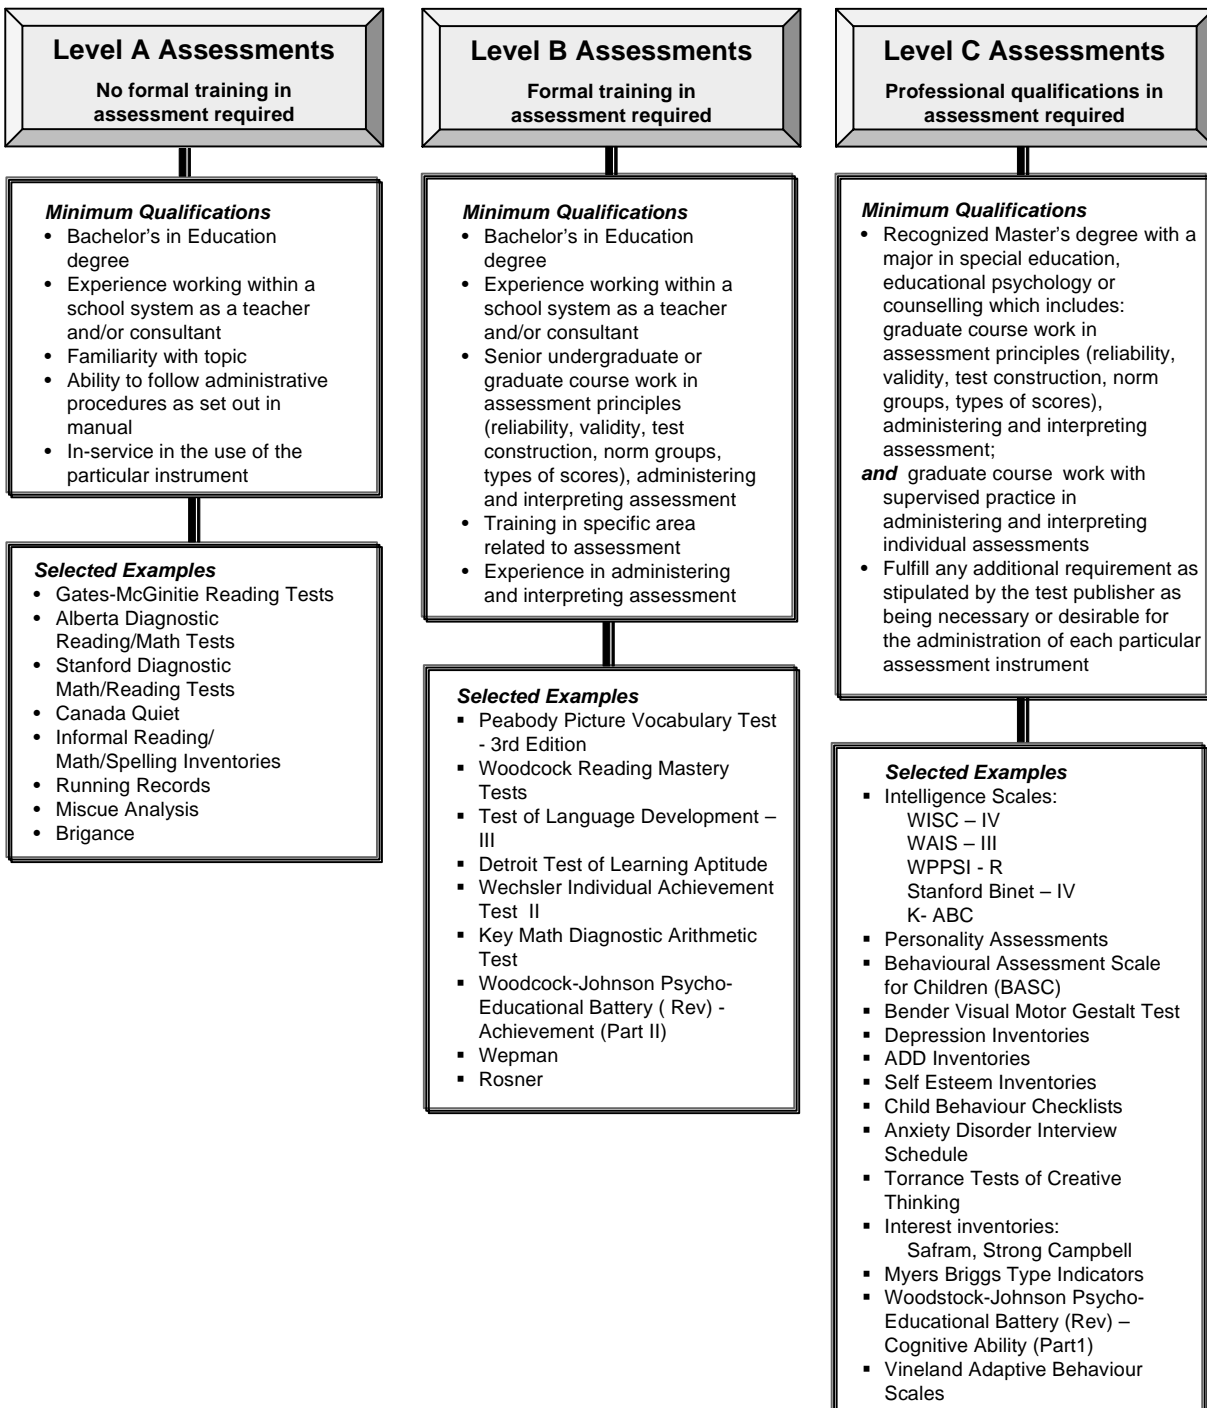 Level A Assessments
No formal training in
assessment required
Minimum Qualifications
• Bachelor's in Education
degree
• Experience working within a
school system as a teacher
and/or consultant
• Familiarity with topic
• Ability to follow administrative
procedures as set out in
manual
• In-service in the use of the
particular instrument
Selected Examples
• Gates-McGinitie Reading Tests
• Alberta Diagnostic
Reading/Math Tests
• Stanford Diagnostic
Math/Reading Tests
• Canada Quiet
• Informal Reading/
Math/Spelling Inventories
• Running Records
• Miscue Analysis
• Brigance
Level B Assessments
Formal training in
assessment required
Minimum Qualifications
• Bachelor's in Education
degree
• Experience working within a
school system as a teacher
and/or consultant
• Senior undergraduate or
graduate course work in
assessment principles
(reliability, validity, test
construction, norm groups,
types of scores), administering
and interpreting assessment
• Training in specific area
related to assessment
• Experience in administering
and interpreting assessment
Selected Examples
▪ Peabody Picture Vocabulary Test
- 3rd Edition
▪ Woodcock Reading Mastery
Tests
▪ Test of Language Development –
III
▪ Detroit Test of Learning Aptitude
▪ Wechsler Individual Achievement
Test II
▪ Key Math Diagnostic Arithmetic
Test
▪ Woodcock-Johnson Psycho-
Educational Battery ( Rev) -
Achievement (Part II)
▪ Wepman
▪ Rosner
Level C Assessments
Professional qualifications in
assessment required
Minimum Qualifications
• Recognized Master's degree with a
major in special education,
educational psychology or
counselling which includes:
graduate course work in
assessment principles (reliability,
validity, test construction, norm
groups, types of scores),
administering and interpreting
assessment;
and graduate course work with
supervised practice in
administering and interpreting
individual assessments
• Fulfill any additional requirement as
stipulated by the test publisher as
being necessary or desirable for
the administration of each particular
assessment instrument
Selected Examples
▪ Intelligence Scales:
WISC – IV
WAIS – III
WPPSI - R
Stanford Binet – IV
K- ABC
▪ Personality Assessments
▪ Behavioural Assessment Scale
for Children (BASC)
▪ Bender Visual Motor Gestalt Test
▪ Depression Inventories
▪ ADD Inventories
▪ Self Esteem Inventories
▪ Child Behaviour Checklists
▪ Anxiety Disorder Interview
Schedule
▪ Torrance Tests of Creative
Thinking
▪ Interest inventories:
Safram, Strong Campbell
▪ Myers Briggs Type Indicators
▪ Woodstock-Johnson Psycho-
Educational Battery (Rev) –
Cognitive Ability (Part1)
▪ Vineland Adaptive Behaviour
Scales